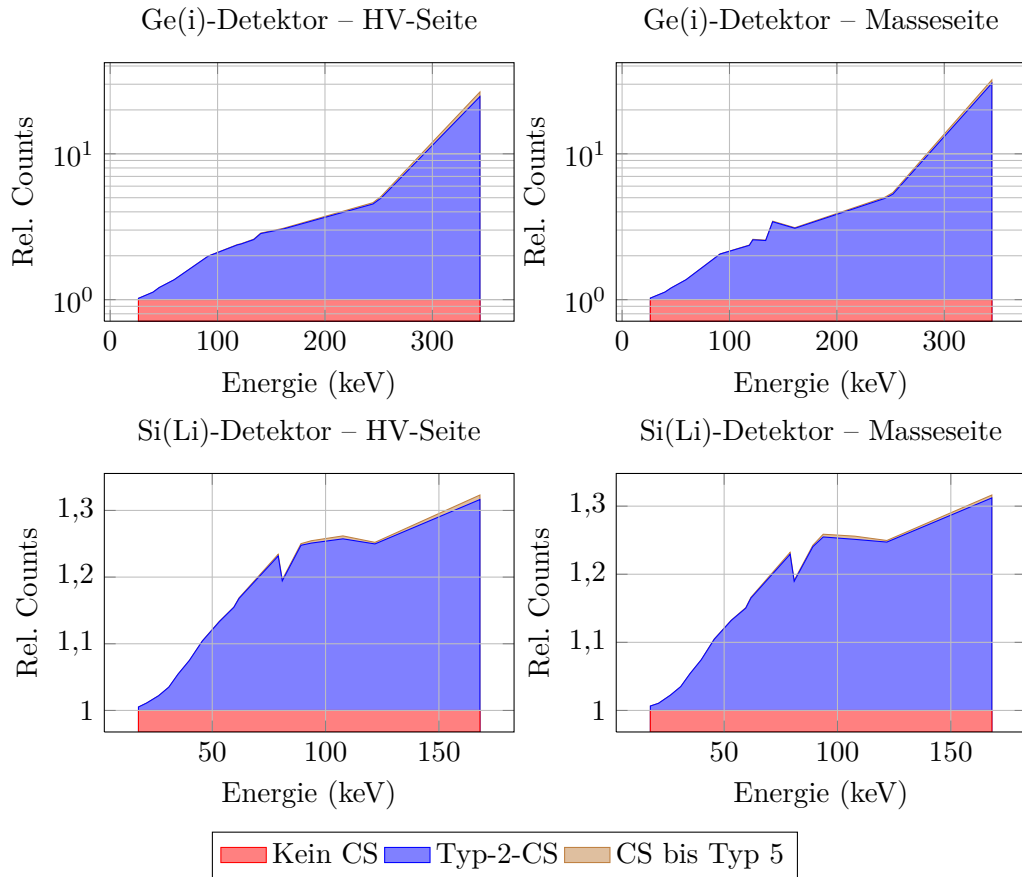 Ge(i)-Detektor – HV-Seite
Rel. Counts
10^1
10^0
0 100 200 300
Energie (keV)
Ge(i)-Detektor – Masseseite
Rel. Counts
10^1
10^0
0 100 200 300
Energie (keV)
Si(Li)-Detektor – HV-Seite
Rel. Counts
1,3
1,2
1,1
1
50 100 150
Energie (keV)
Si(Li)-Detektor – Masseseite
Rel. Counts
1,3
1,2
1,1
1
50 100 150
Energie (keV)
Kein CS Typ-2-CS CS bis Typ 5